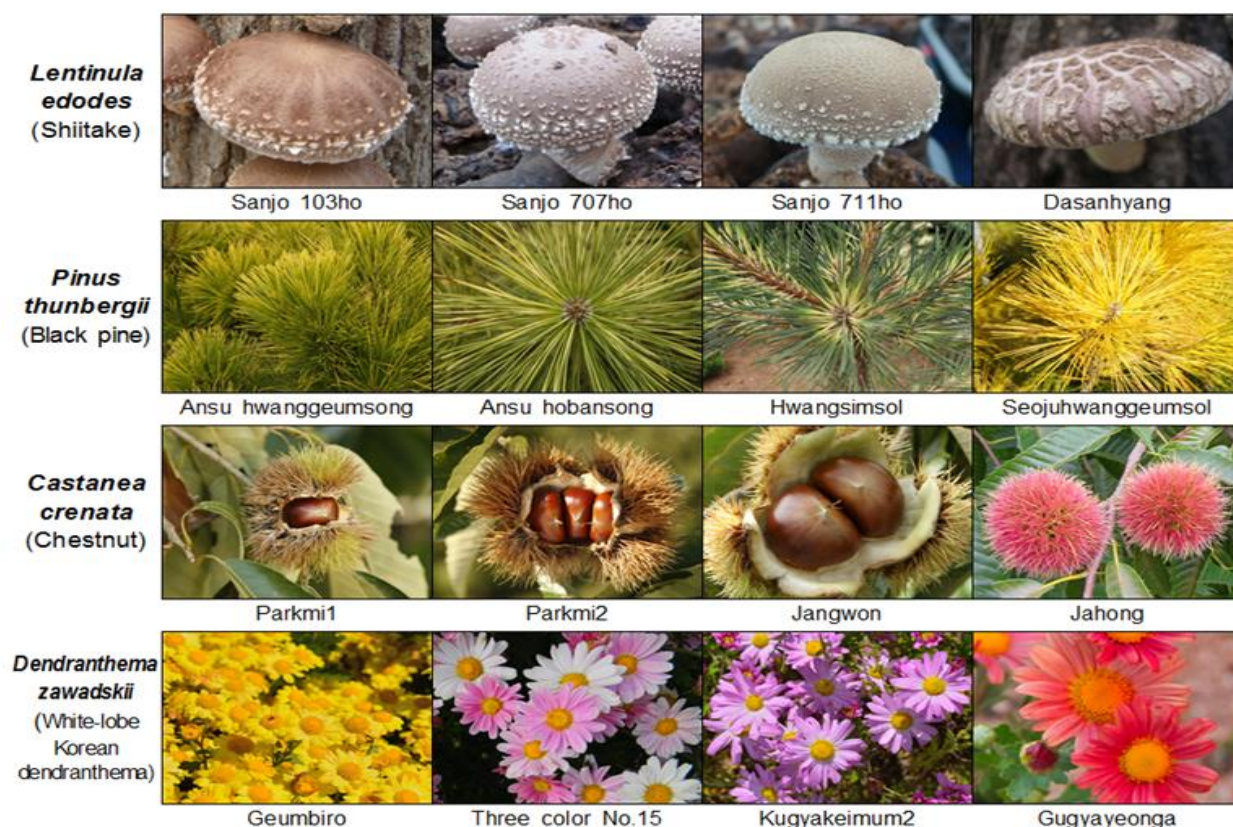 Lentinula
edodes
(Shiitake)
Sanjo 103ho
Sanjo 707ho
Sanjo 711ho
Dasanhyang
Pinus
thunbergii
(Black pine)
Ansu hwanggeumsong
Ansu hobansong
Hwangsimsol
Seojuhwanggeumsol
Castanea
crenata
(Chestnut)
Parkmi1
Parkmi2
Jangwon
Jahong
Dendranthema
zawadskii
(White-lobe
Korean
dendranthema)
Geumbiro
Three color No.15
Kugyakeimum2
Gugyayeonga